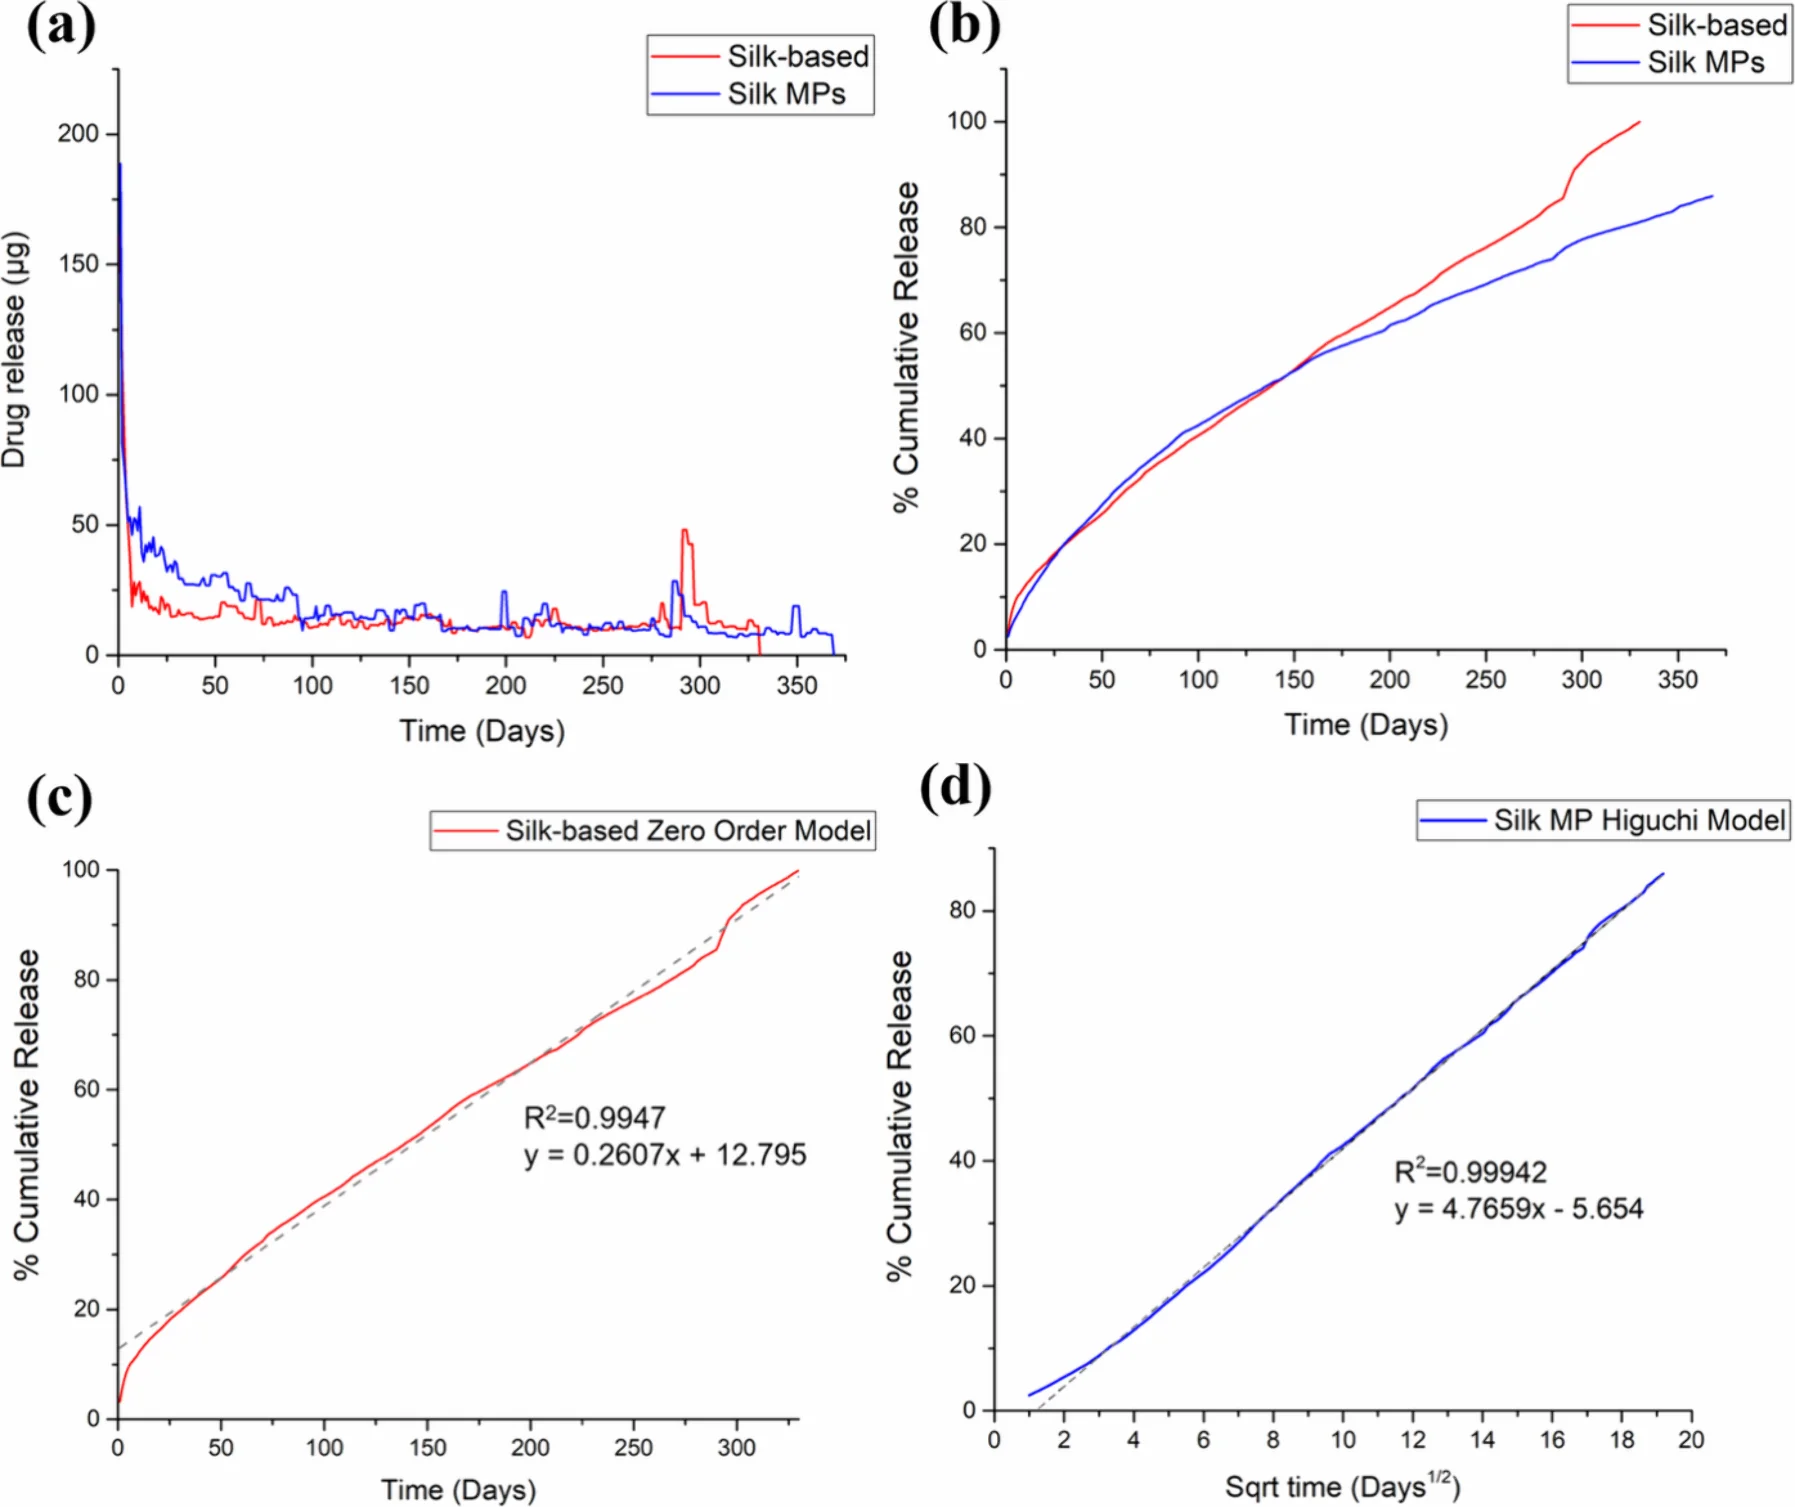 (a)
Silk-based
Silk MPs
200
150
100
50
0
Drug release (µg)
0 50 100 150 200 250 300 350
Time (Days)
(b)
Silk-based
Silk MPs
100
80
60
40
20
0
% Cumulative Release
0 50 100 150 200 250 300 350
Time (Days)
(c)
Silk-based Zero Order Model
100
80
60
40
20
0
% Cumulative Release
R²=0.9947
y = 0.2607x + 12.795
0 50 100 150 200 250 300
Time (Days)
(d)
Silk MP Higuchi Model
80
60
40
20
0
% Cumulative Release
R²=0.99942
y = 4.7659x - 5.654
0 2 4 6 8 10 12 14 16 18 20
Sqrt time (Days¹/²)